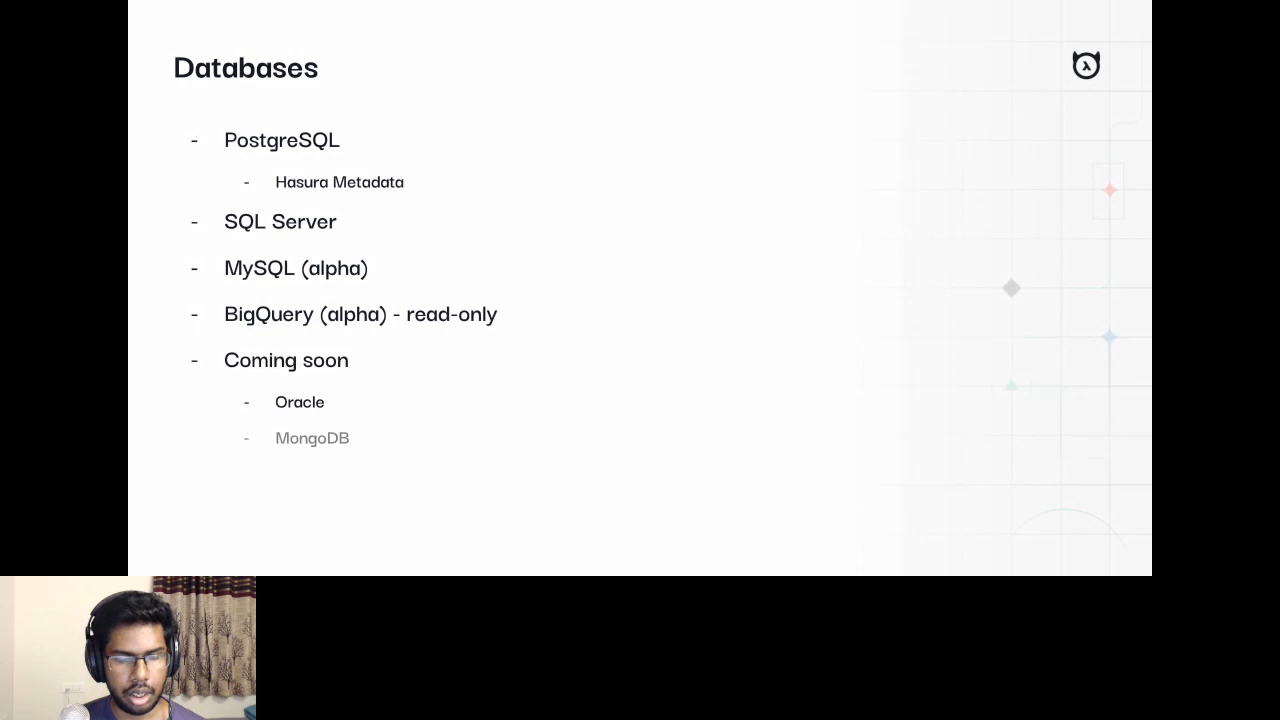 Databases
- PostgreSQL
- Hasura Metadata
- SQL Server
- MySQL (alpha)
- BigQuery (alpha) - read-only
- Coming soon
- Oracle
- MongoDB